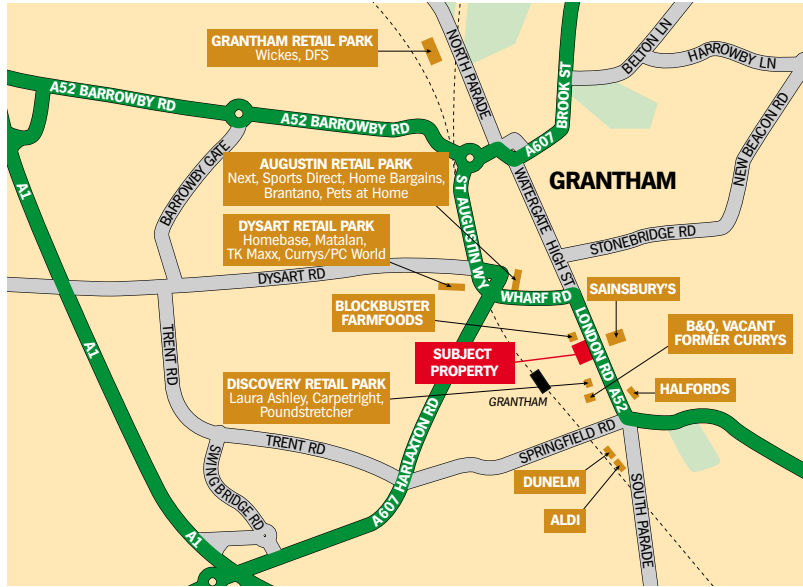 GRANTHAM RETAIL PARK
Wickes, DFS
NORTH PARADE
BROOK ST
BELTON LN
HARROWBY LN
A52 BARROWBY RD
A52 BARROWBY RD
A607
NEW BEACON RD
A1
BARROWBY GATE
AUGUSTIN RETAIL PARK
Next, Sports Direct, Home Bargains,
Brantano, Pets at Home
ST AUGUSTIN WY
WATERGATE
GRANTHAM
DYSART RETAIL PARK
Homebase, Matalan,
TK Maxx, Currys/PC World
HIGH ST
STONEBRIDGE RD
DYSART RD
WHARF RD
SAINSBURY'S
BLOCKBUSTER
FARMFOODS
LONDON RD
B&Q, VACANT
FORMER CURRYS
A1
TRENT RD
SUBJECT
PROPERTY
DISCOVERY RETAIL PARK
Laura Ashley, Carpetright,
Poundstretcher
GRANTHAM
A52
HALFORDS
TRENT RD
A607 HARLAXTON RD
SPRINGFIELD RD
SWINGBRIDGE RD
DUNELM
ALDI
SOUTH PARADE
A1